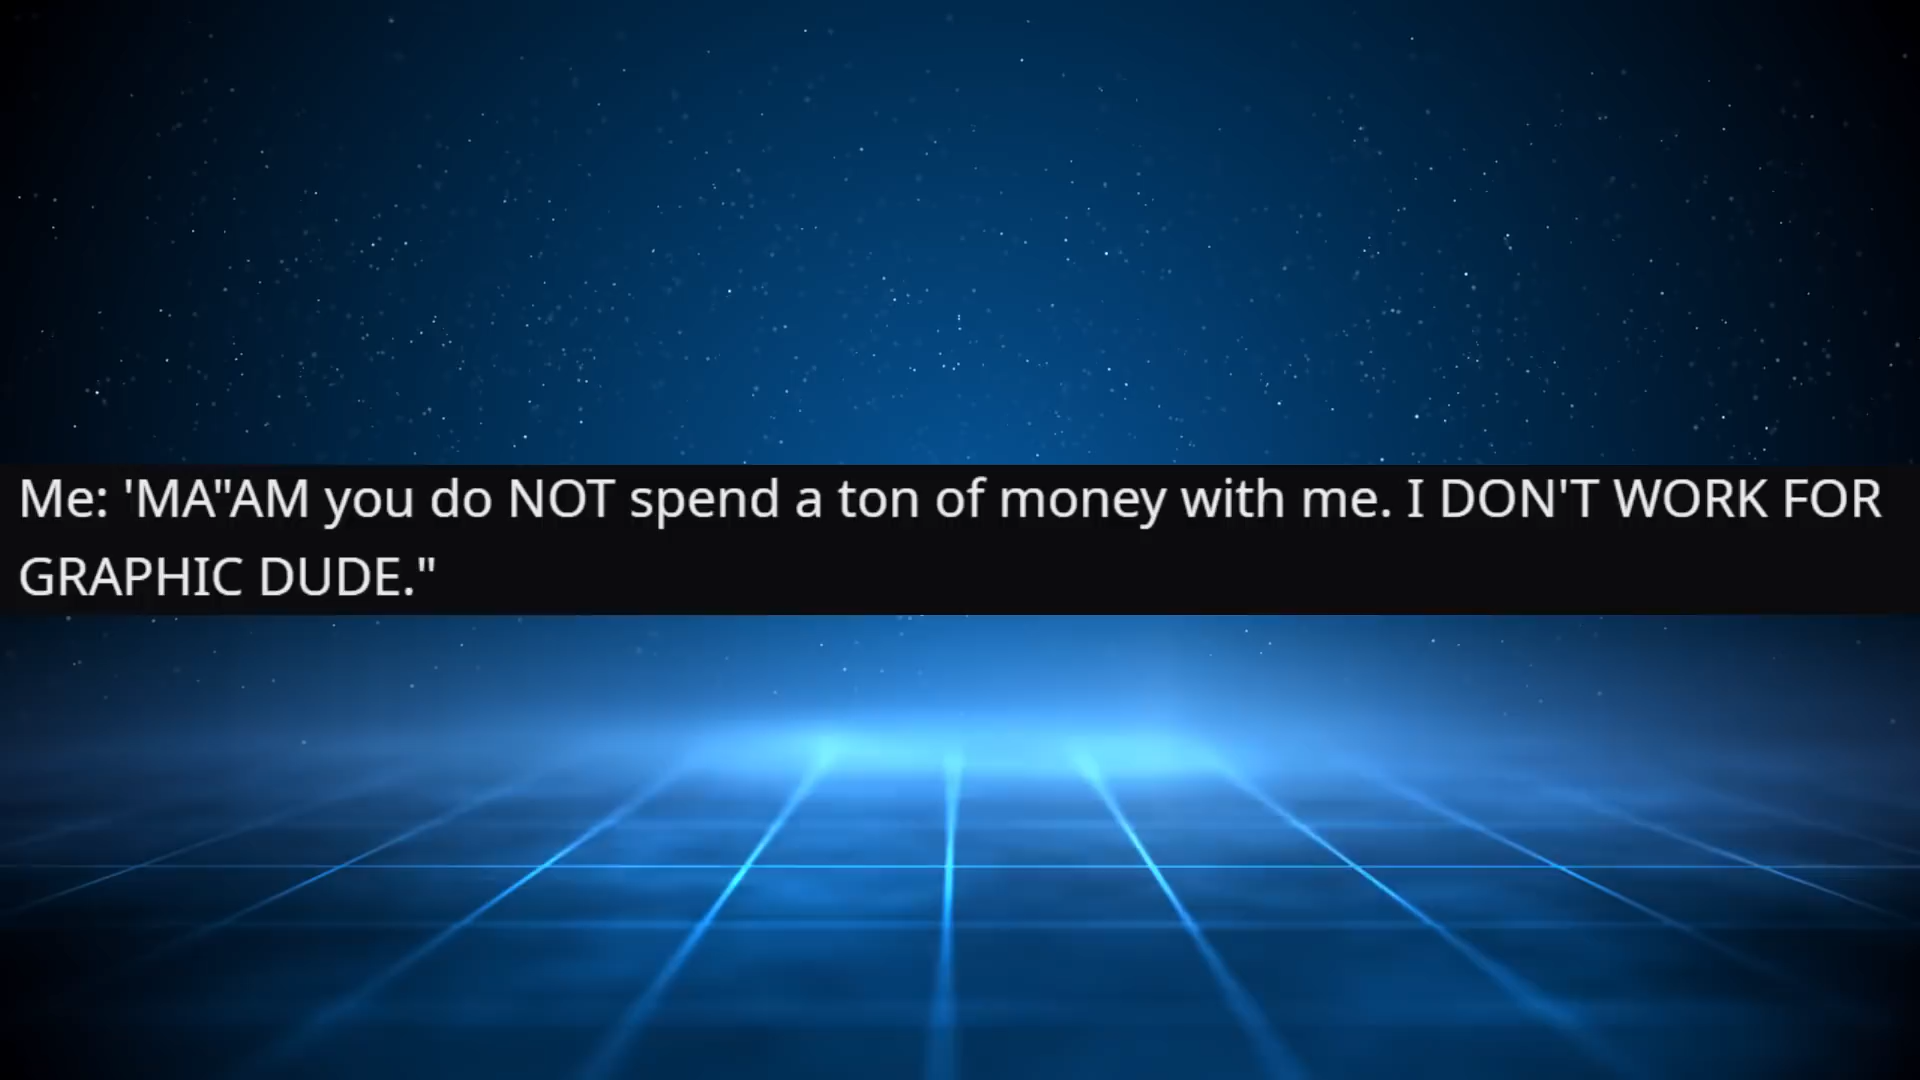 Me: 'MA"AM you do NOT spend a ton of money with me. I DON'T WORK FOR
GRAPHIC DUDE."